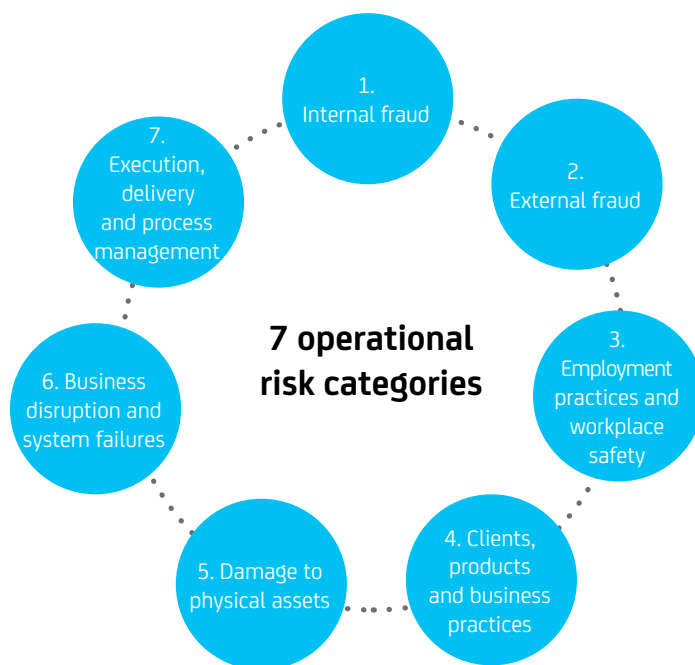 1.
Internal fraud
2.
External fraud
3.
Employment
practices and
workplace
safety
4. Clients,
products
and business
practices
5. Damage to
physical assets
6. Business
disruption and
system failures
7.
Execution,
delivery
and process
management
7 operational
risk categories